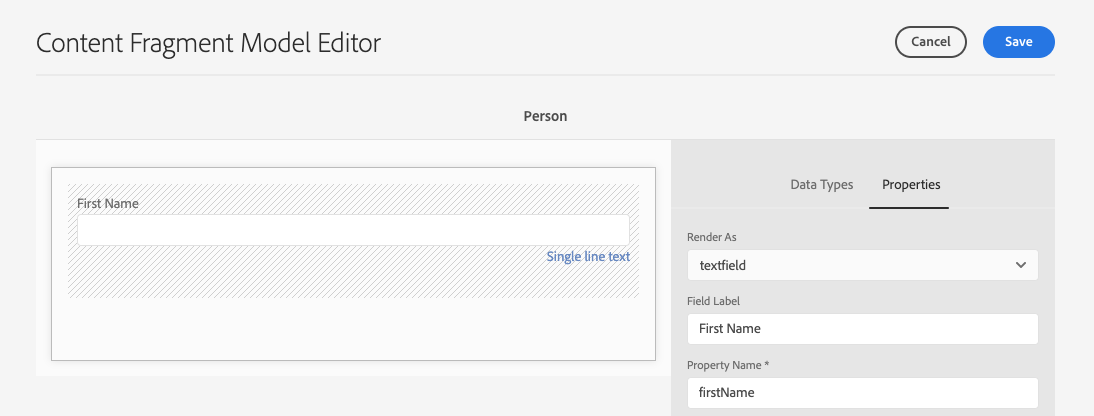 Content Fragment Model Editor
Cancel
Save
Person
First Name
Single line text
Data Types
Properties
Render As
textfield
Field Label
First Name
Property Name *
firstName